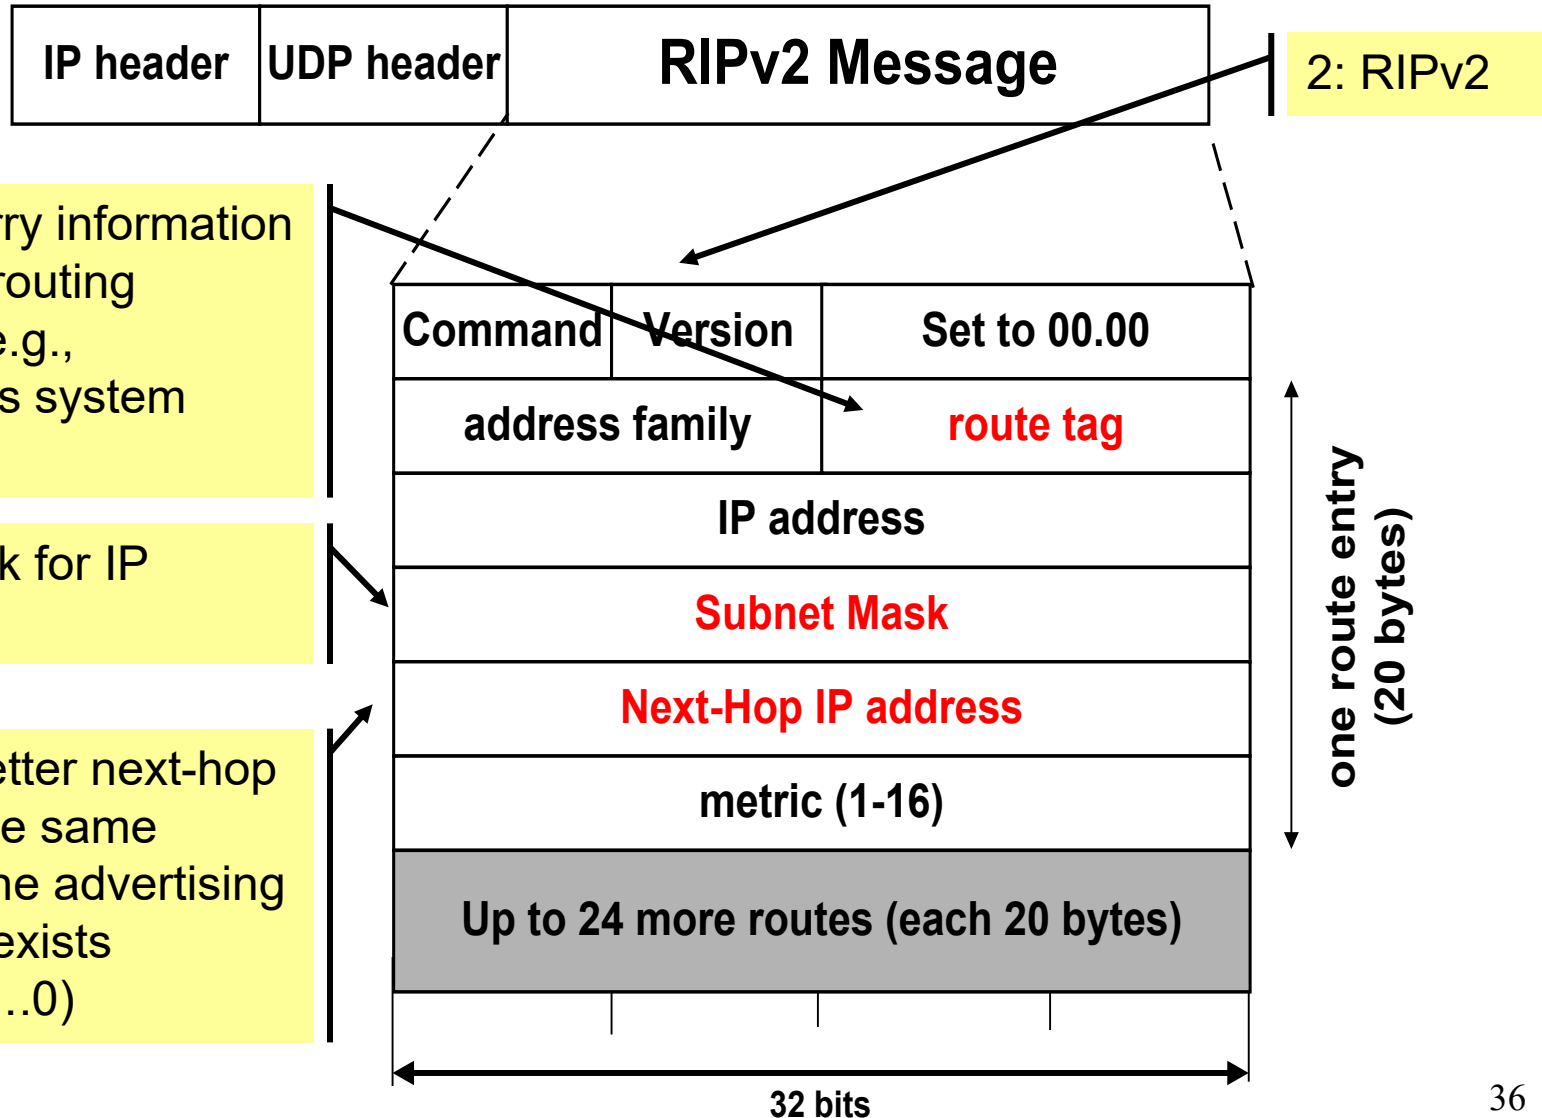 IP header UDP header RIPv2 Message
2: RIPv2
rry information
routing
e.g.,
s system
k for IP
etter next-hop
e same
he advertising
exists
...0)
Command Version Set to 00.00
address family route tag
IP address
Subnet Mask
Next-Hop IP address
metric (1-16)
Up to 24 more routes (each 20 bytes)
one route entry
(20 bytes)
32 bits
36